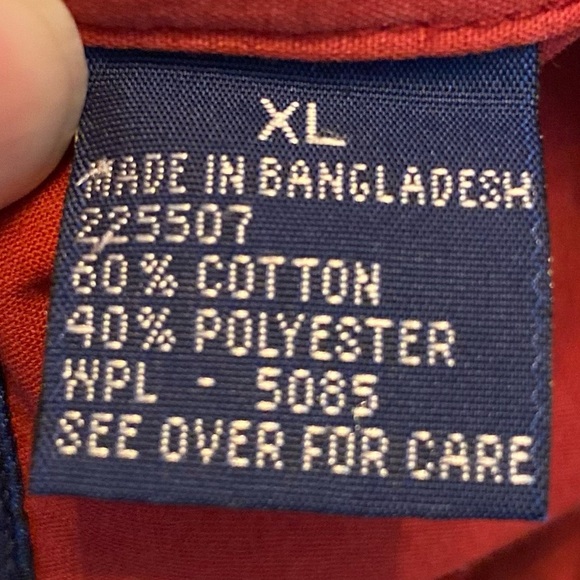 XL
MADE IN BANGLADESH
225507
60% COTTON
40% POLYESTER
WPL - 5085
SEE OVER FOR CARE